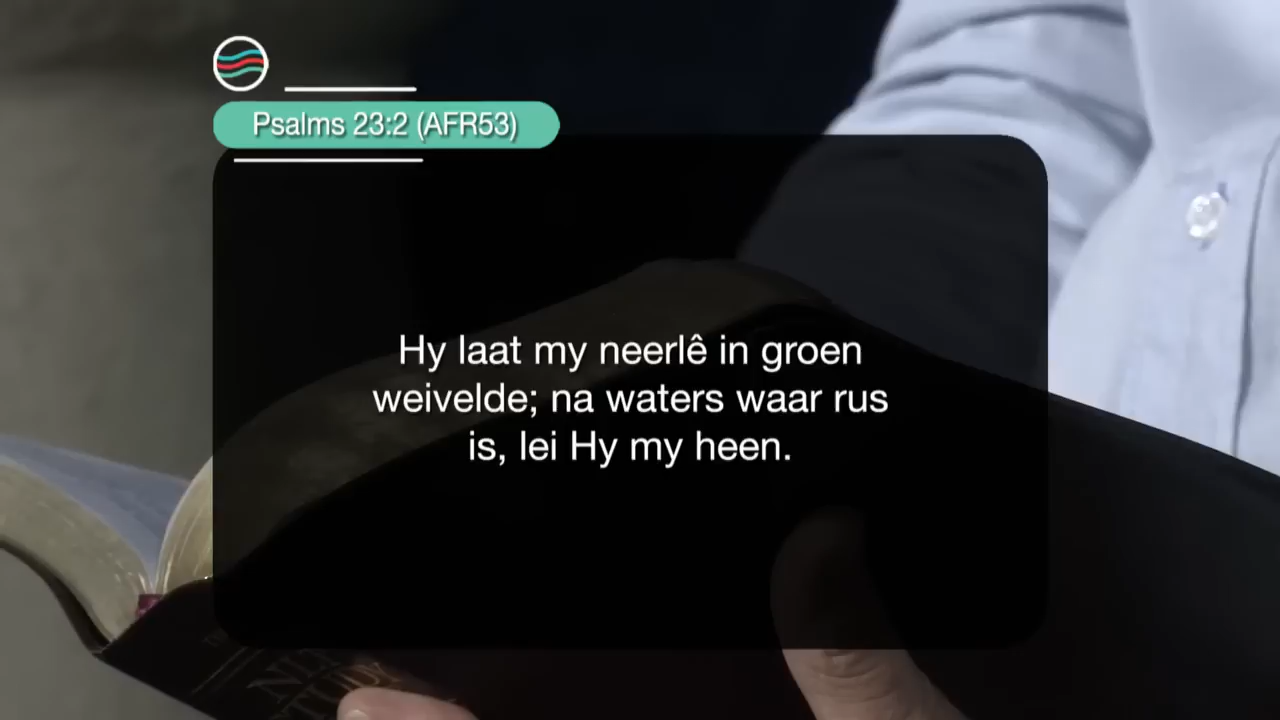 Psalms 23:2 (AFR53)
Hy laat my neerlê in groen
weivelde; na waters waar rus
is, lei Hy my heen.